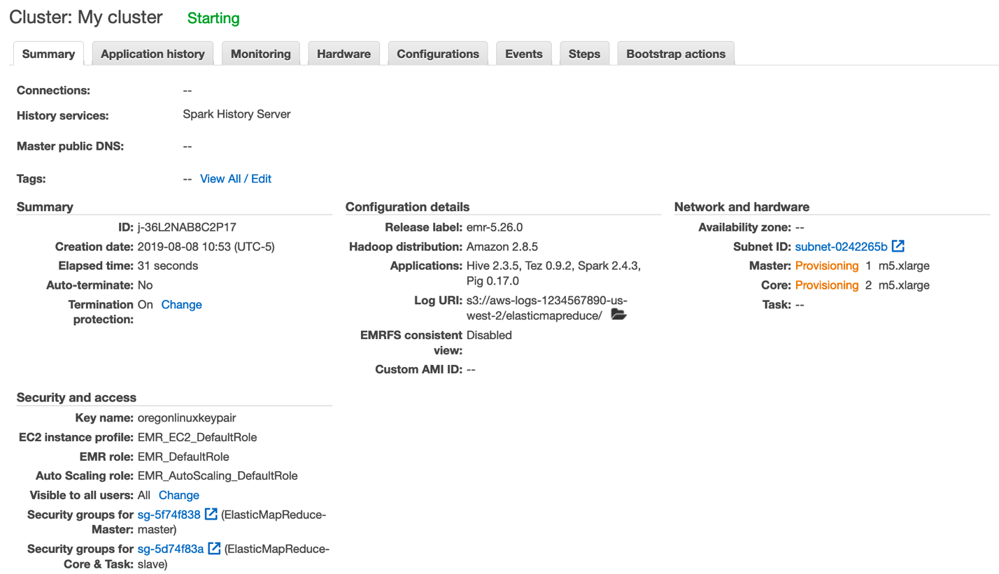 Cluster: My cluster Starting
Summary Application history Monitoring Hardware Configurations Events Steps Bootstrap actions
Connections: --
History services: Spark History Server
Master public DNS: --
Tags: -- View All / Edit
Summary
ID: j-36L2NAB8C2P17
Creation date: 2019-08-08 10:53 (UTC-5)
Elapsed time: 31 seconds
Auto-terminate: No
Termination On Change
protection:
Configuration details
Release label: emr-5.26.0
Hadoop distribution: Amazon 2.8.5
Applications: Hive 2.3.5, Tez 0.9.2, Spark 2.4.3,
Pig 0.17.0
Log URI: s3://aws-logs-1234567890-us-
west-2/elasticmapreduce/
EMRFS consistent Disabled
view:
Custom AMI ID: --
Network and hardware
Availability zone: --
Subnet ID: subnet-0242265b
Master: Provisioning 1 m5.xlarge
Core: Provisioning 2 m5.xlarge
Task: --
Security and access
Key name: oregonlinuxkeypair
EC2 instance profile: EMR_EC2_DefaultRole
EMR role: EMR_DefaultRole
Auto Scaling role: EMR_AutoScaling_DefaultRole
Visible to all users: All Change
Security groups for sg-5f74f838 (ElasticMapReduce-
Master: master)
Security groups for sg-5d74f83a (ElasticMapReduce-
Core & Task: slave)